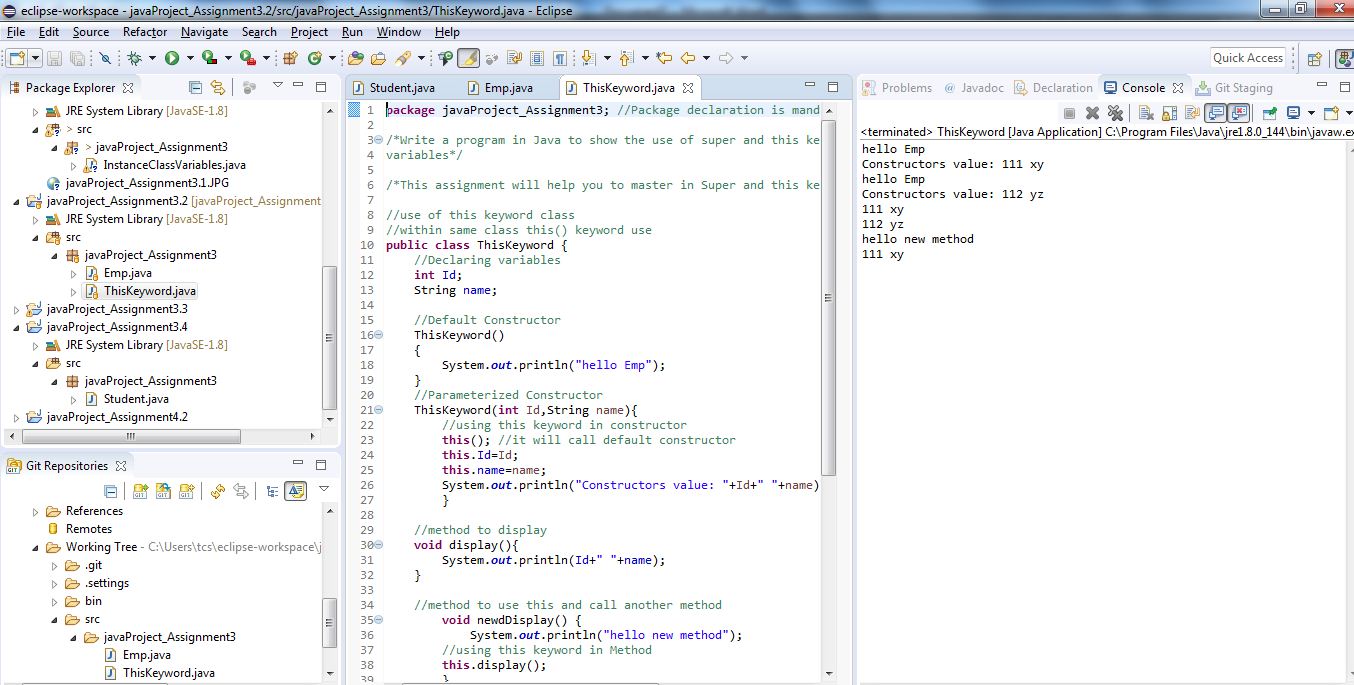 eclipse-workspace - javaProject_Assignment3.2/src/javaProject_Assignment3/ThisKeyword.java - Eclipse
File Edit Source Refactor Navigate Search Project Run Window Help
Quick Access
Package Explorer
JRE System Library [JavaSE-1.8]
> src
> javaProject_Assignment3
InstanceClassVariables.java
javaProject_Assignment3.1.JPG
javaProject_Assignment3.2 [javaProject_Assignment
JRE System Library [JavaSE-1.8]
src
javaProject_Assignment3
Emp.java
ThisKeyword.java
javaProject_Assignment3.3
javaProject_Assignment3.4
JRE System Library [JavaSE-1.8]
src
javaProject_Assignment3
Student.java
javaProject_Assignment4.2
Git Repositories
References
Remotes
Working Tree - C:\Users\tcs\eclipse-workspace\j
.git
.settings
bin
src
javaProject_Assignment3
Emp.java
ThisKeyword.java
Student.java Emp.java ThisKeyword.java
1 package javaProject_Assignment3; //Package declaration is mand
2
3 /*Write a program in Java to show the use of super and this ke
4 variables*/
5
6 /*This assignment will help you to master in Super and this ke
7
8 //use of this keyword class
9 //within same class this() keyword use
10 public class ThisKeyword {
11 //Declaring variables
12 int Id;
13 String name;
14
15 //Default Constructor
16 ThisKeyword()
17 {
18 System.out.println("hello Emp");
19 }
20 //Parameterized Constructor
21 ThisKeyword(int Id,String name){
22 //using this keyword in constructor
23 this(); //it will call default constructor
24 this.Id=Id;
25 this.name=name;
26 System.out.println("Constructors value: "+Id+" "+name)
27 }
28
29 //method to display
30 void display(){
31 System.out.println(Id+" "+name);
32 }
33
34 //method to use this and call another method
35 void newdDisplay() {
36 System.out.println("hello new method");
37 //using this keyword in Method
38 this.display();
39 }
Problems @ Javadoc Declaration Console Git Staging
<terminated> ThisKeyword [Java Application] C:\Program Files\Java\jre1.8.0_144\bin\javaw.ex
hello Emp
Constructors value: 111 xy
hello Emp
Constructors value: 112 yz
111 xy
112 yz
hello new method
111 xy